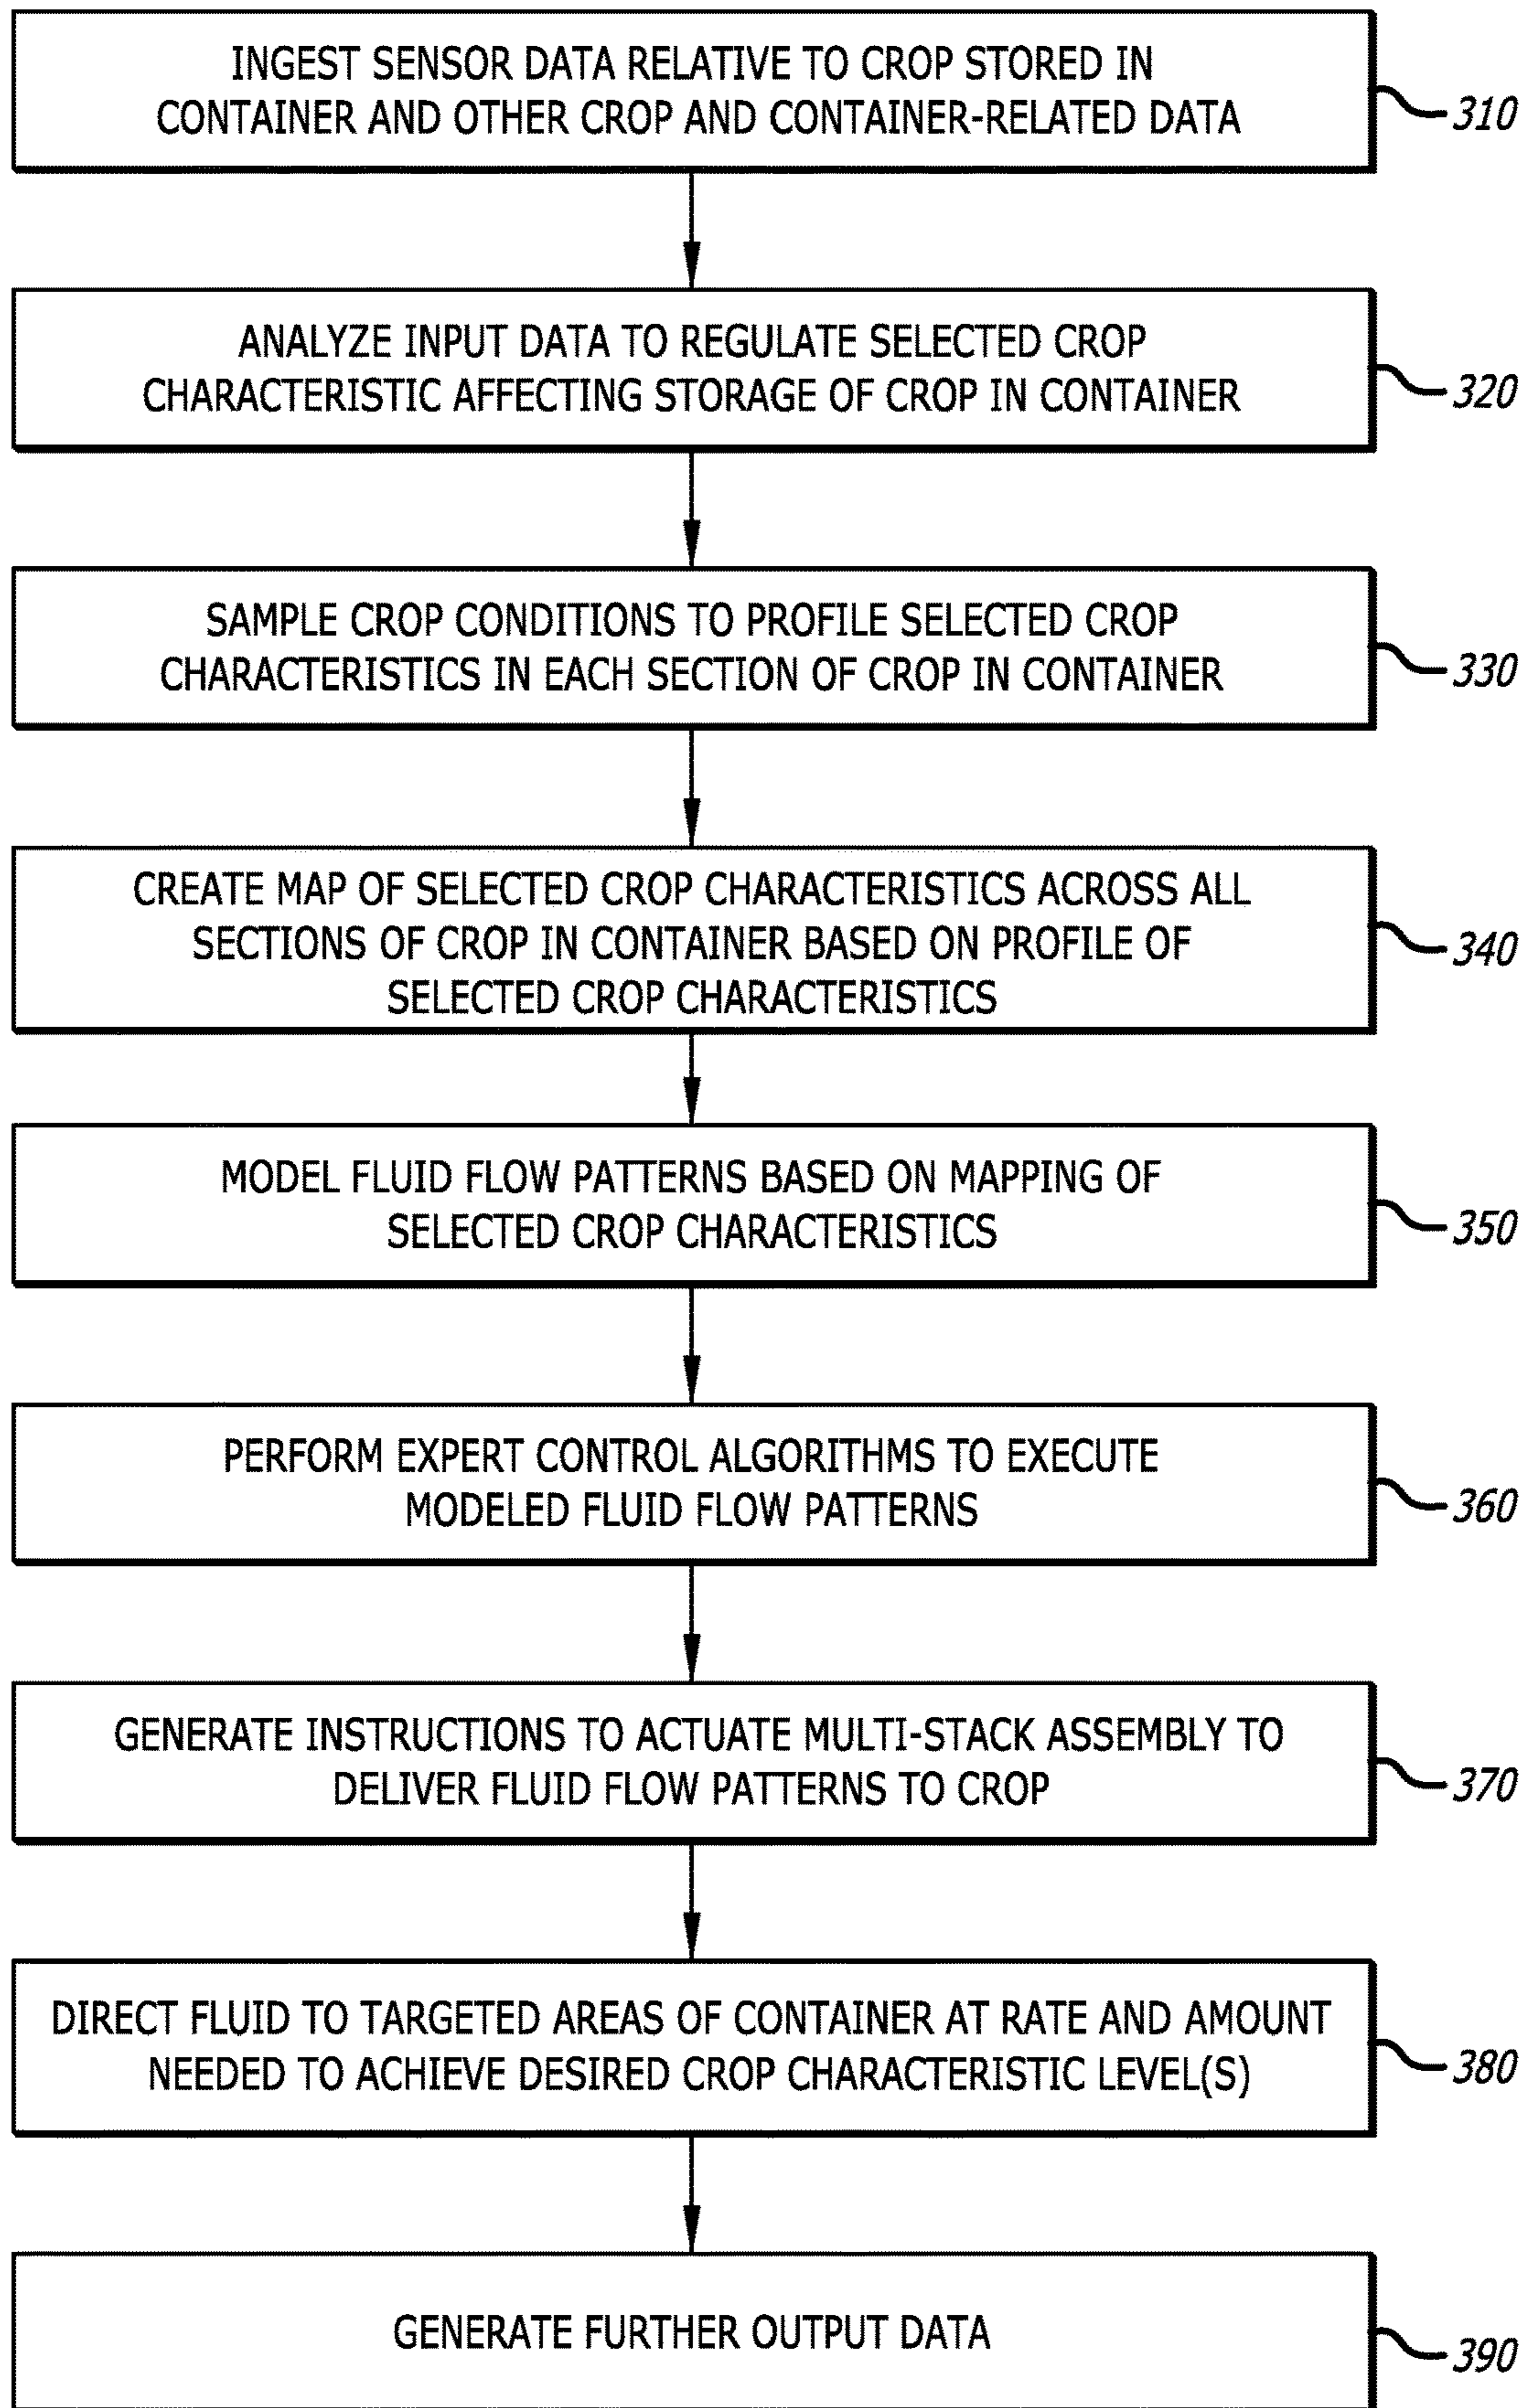 INGEST SENSOR DATA RELATIVE TO CROP STORED IN
CONTAINER AND OTHER CROP AND CONTAINER-RELATED DATA
310
ANALYZE INPUT DATA TO REGULATE SELECTED CROP
CHARACTERISTIC AFFECTING STORAGE OF CROP IN CONTAINER
320
SAMPLE CROP CONDITIONS TO PROFILE SELECTED CROP
CHARACTERISTICS IN EACH SECTION OF CROP IN CONTAINER
330
CREATE MAP OF SELECTED CROP CHARACTERISTICS ACROSS ALL
SECTIONS OF CROP IN CONTAINER BASED ON PROFILE OF
SELECTED CROP CHARACTERISTICS
340
MODEL FLUID FLOW PATTERNS BASED ON MAPPING OF
SELECTED CROP CHARACTERISTICS
350
PERFORM EXPERT CONTROL ALGORITHMS TO EXECUTE
MODELED FLUID FLOW PATTERNS
360
GENERATE INSTRUCTIONS TO ACTUATE MULTI-STACK ASSEMBLY TO
DELIVER FLUID FLOW PATTERNS TO CROP
370
DIRECT FLUID TO TARGETED AREAS OF CONTAINER AT RATE AND AMOUNT
NEEDED TO ACHIEVE DESIRED CROP CHARACTERISTIC LEVEL(S)
380
GENERATE FURTHER OUTPUT DATA
390